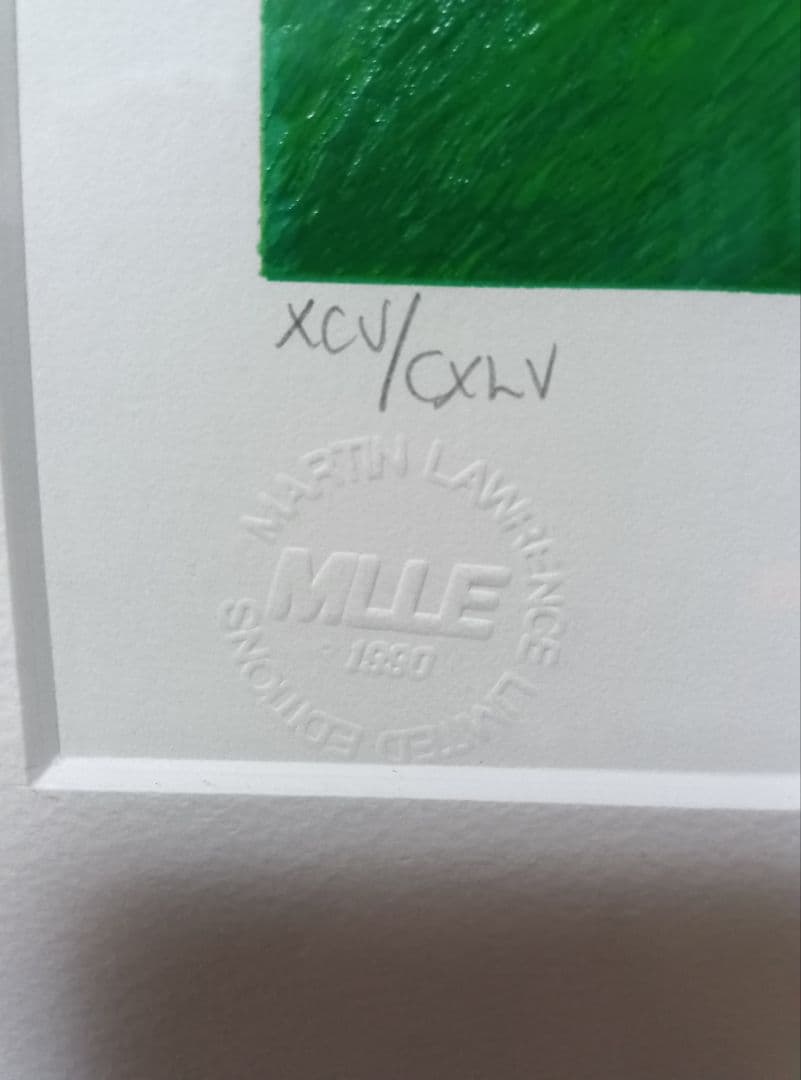 XCV/CXLV
MARTIN LAWRENCE LIMITED EDITIONS
MLLE
1990